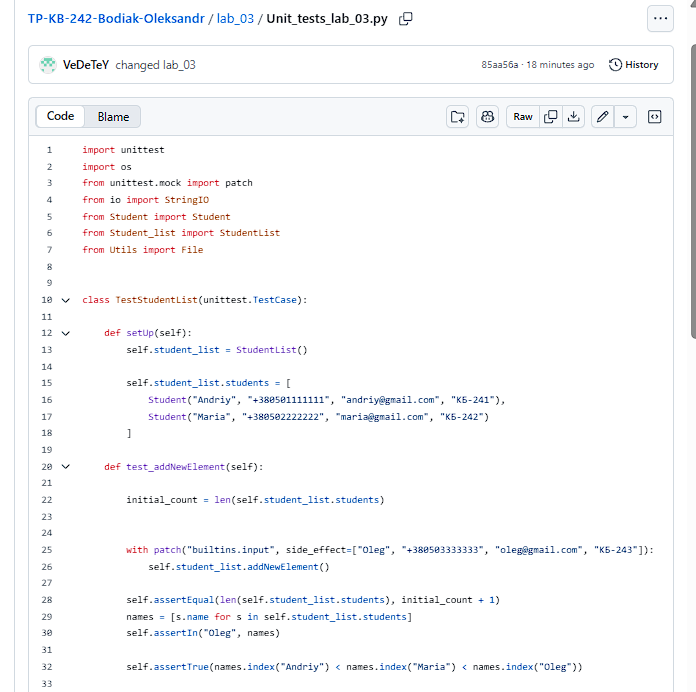 TP-KB-242-Bodiak-Oleksandr / lab_03 / Unit_tests_lab_03.py
VeDeTeY changed lab_03 85aa56a · 18 minutes ago History
Code Blame Raw
1 import unittest
2 import os
3 from unittest.mock import patch
4 from io import StringIO
5 from Student import Student
6 from Student_list import StudentList
7 from Utils import File
8
9
10 class TestStudentList(unittest.TestCase):
11
12 def setUp(self):
13 self.student_list = StudentList()
14
15 self.student_list.students = [
16 Student("Andriy", "+380501111111", "andriy@gmail.com", "КБ-241"),
17 Student("Maria", "+380502222222", "maria@gmail.com", "КБ-242")
18 ]
19
20 def test_addNewElement(self):
21
22 initial_count = len(self.student_list.students)
23
24
25 with patch("builtins.input", side_effect=["Oleg", "+380503333333", "oleg@gmail.com", "КБ-243"]):
26 self.student_list.addNewElement()
27
28 self.assertEqual(len(self.student_list.students), initial_count + 1)
29 names = [s.name for s in self.student_list.students]
30 self.assertIn("Oleg", names)
31
32 self.assertTrue(names.index("Andriy") < names.index("Maria") < names.index("Oleg"))
33